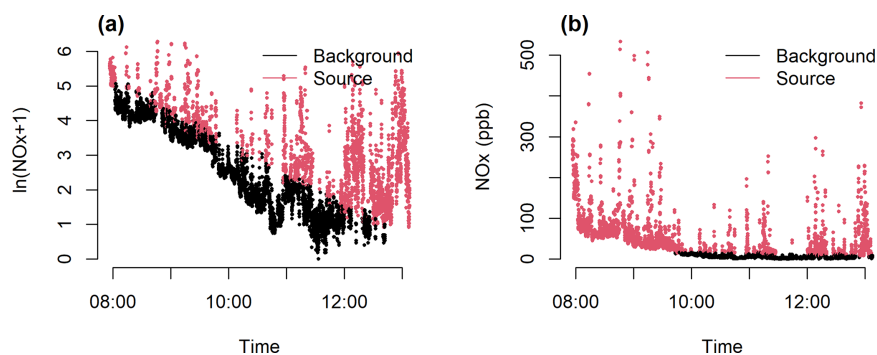 (a)
ln(NOx+1)
6
5
4
3
2
1
0
Background
Source
08:00
10:00
12:00
Time
(b)
NOx (ppb)
500
300
100
0
Background
Source
08:00
10:00
12:00
Time